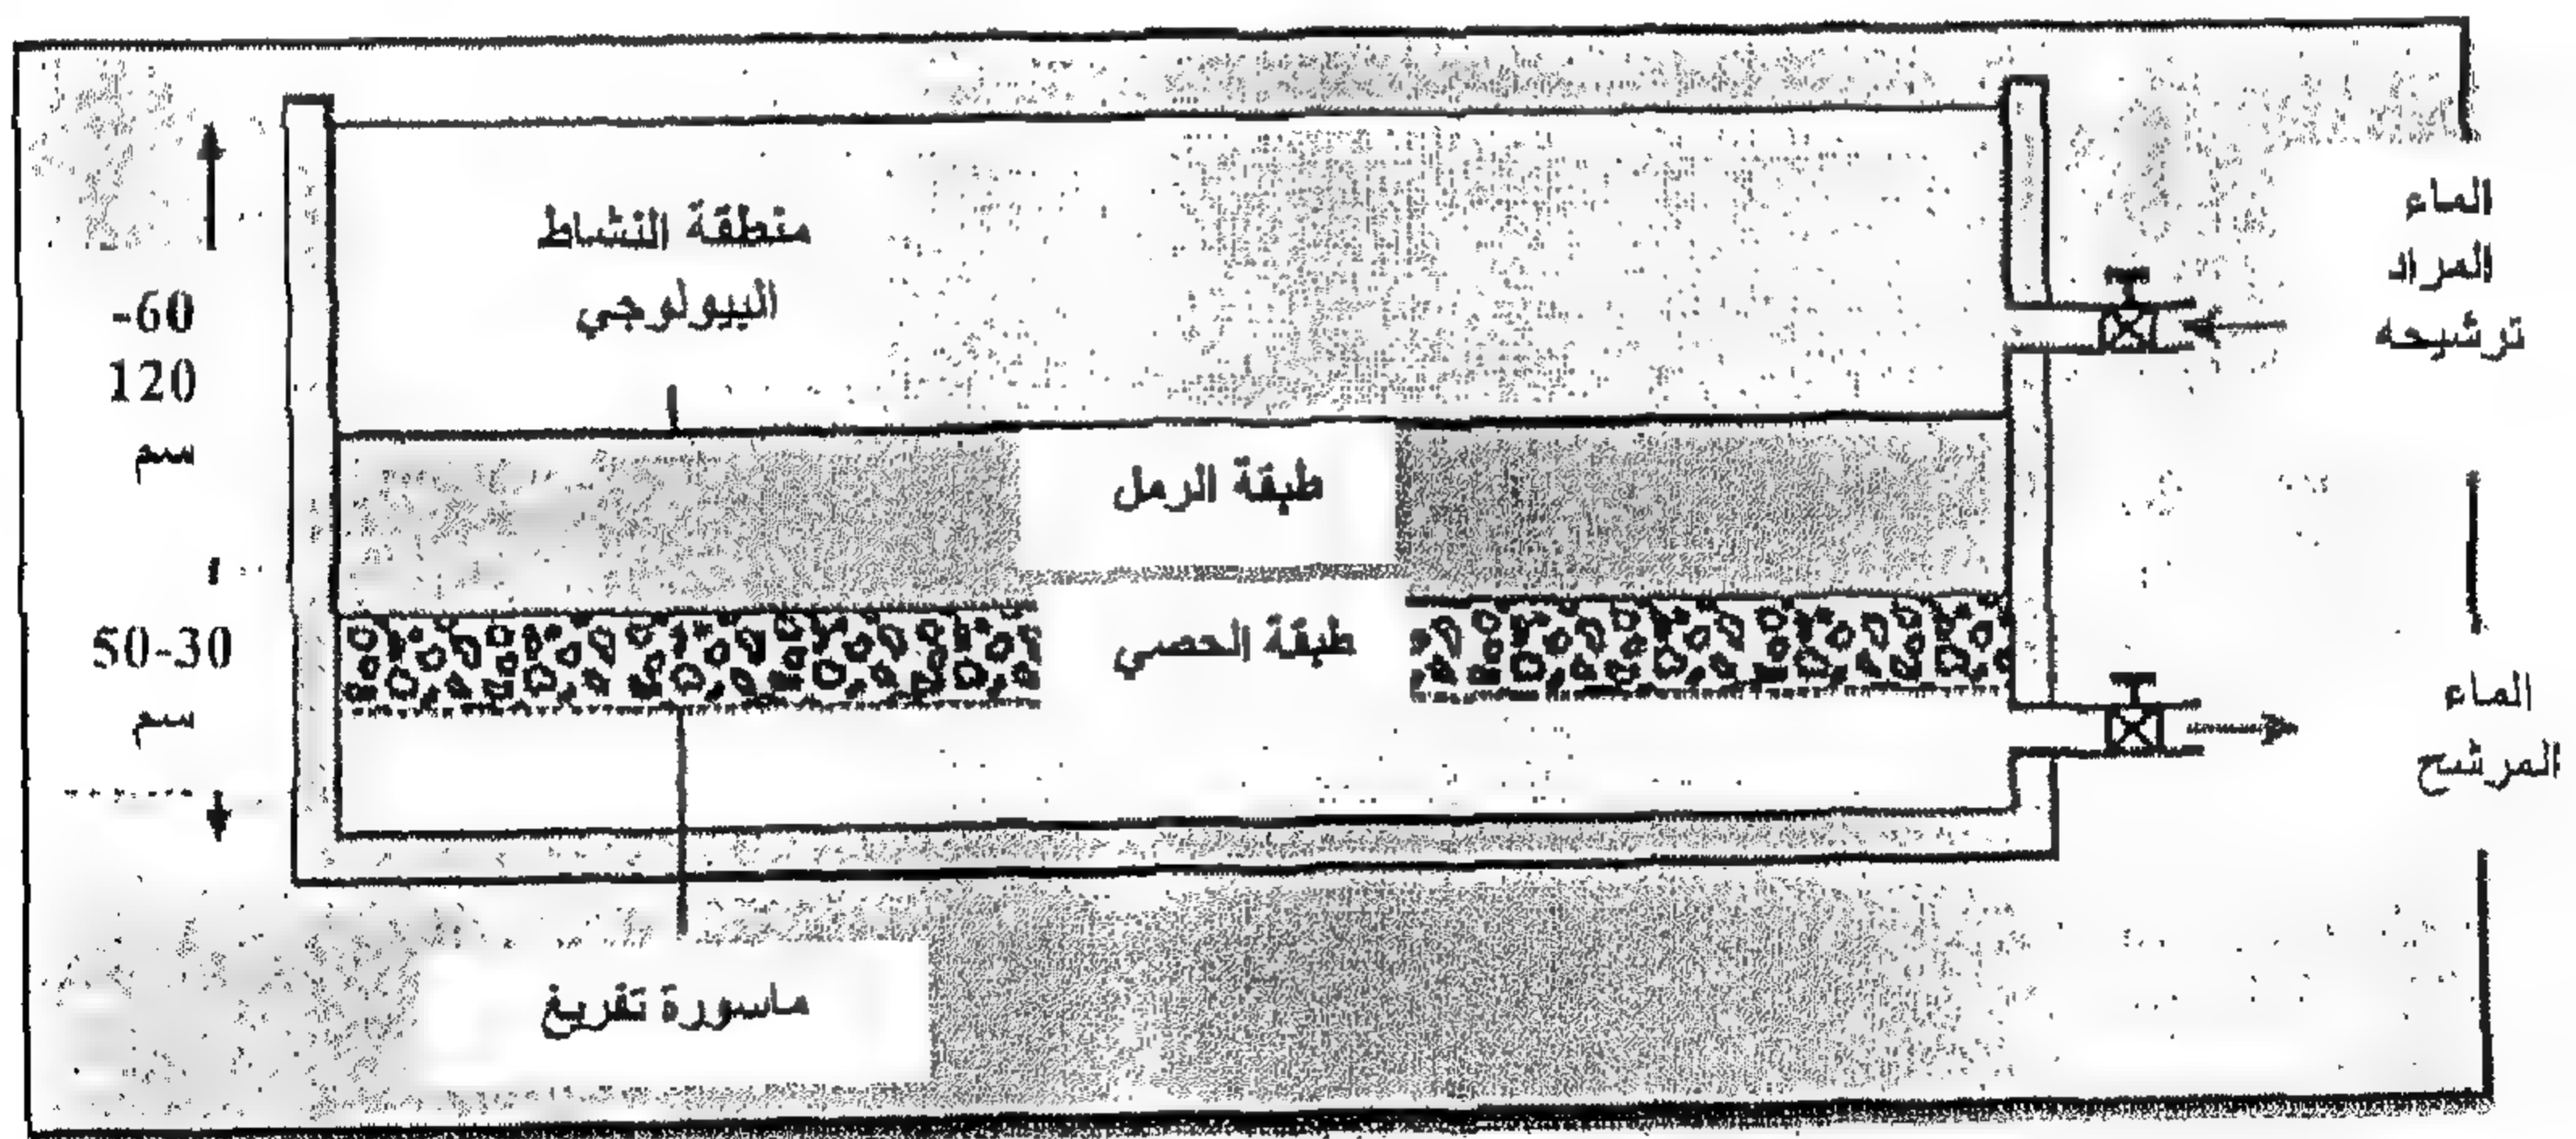 منطقة النشاط
البيولوجي
الماء
المراد
ترشيحه
-60
120
سم
طبقة الرمل
طبقة الحصي
50-30
سم
الماء
المرشح
ماسورة تفريغ